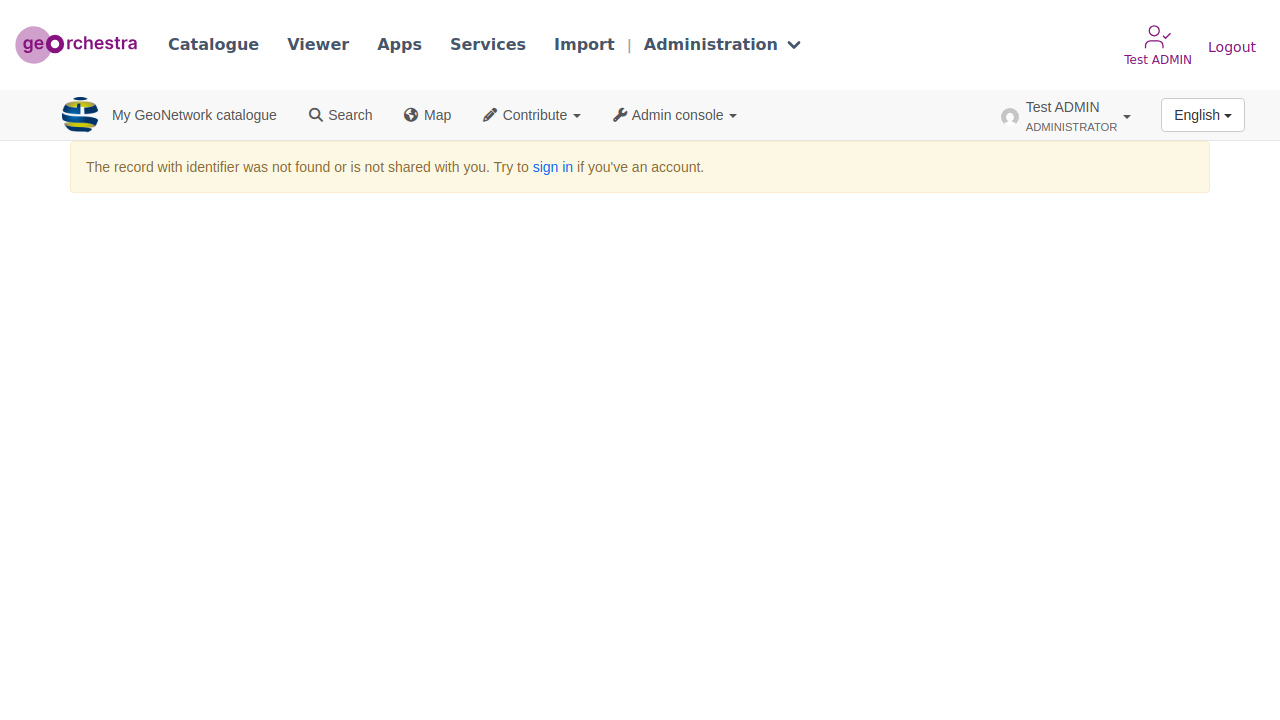 georchestra Catalogue Viewer Apps Services Import | Administration Test ADMIN Logout
My GeoNetwork catalogue Search Map Contribute Admin console Test ADMIN English
ADMINISTRATOR
The record with identifier was not found or is not shared with you. Try to sign in if you've an account.